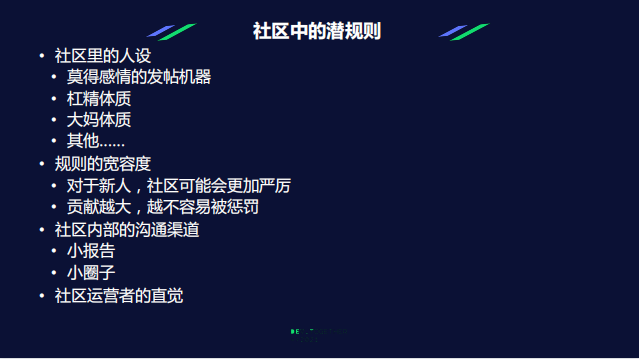 社区中的潜规则
• 社区里的人设
• 莫得感情的发帖机器
• 杠精体质
• 大妈体质
• 其他……
• 规则的宽容度
• 对于新人，社区可能会更加严厉
• 贡献越大，越不容易被惩罚
• 社区内部的沟通渠道
• 小报告
• 小圈子
• 社区运营者的直觉